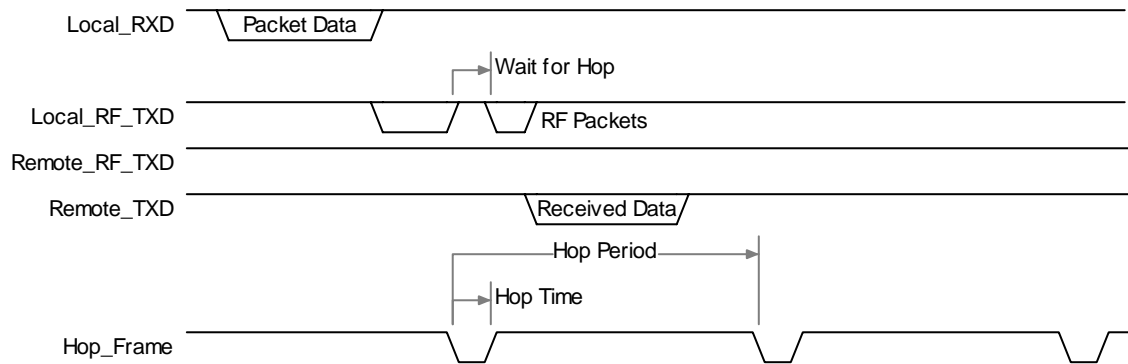 Local_RXD
Packet Data
Wait for Hop
Local_RF_TXD
RF Packets
Remote_RF_TXD
Remote_TXD
Received Data
Hop Period
Hop Time
Hop_Frame